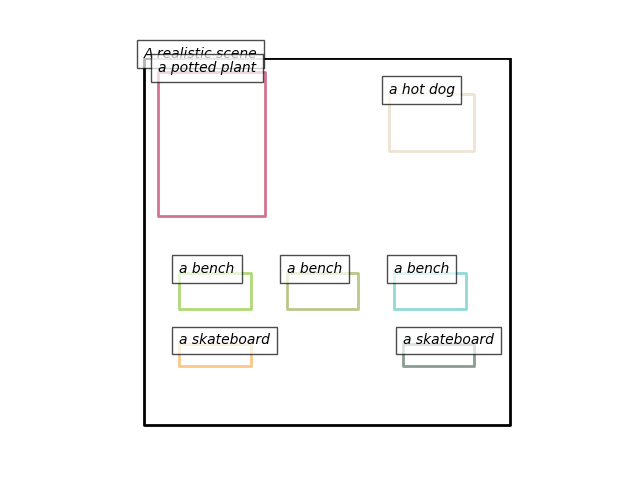 A realistic scene
a potted plant
a hot dog
a bench
a bench
a bench
a skateboard
a skateboard